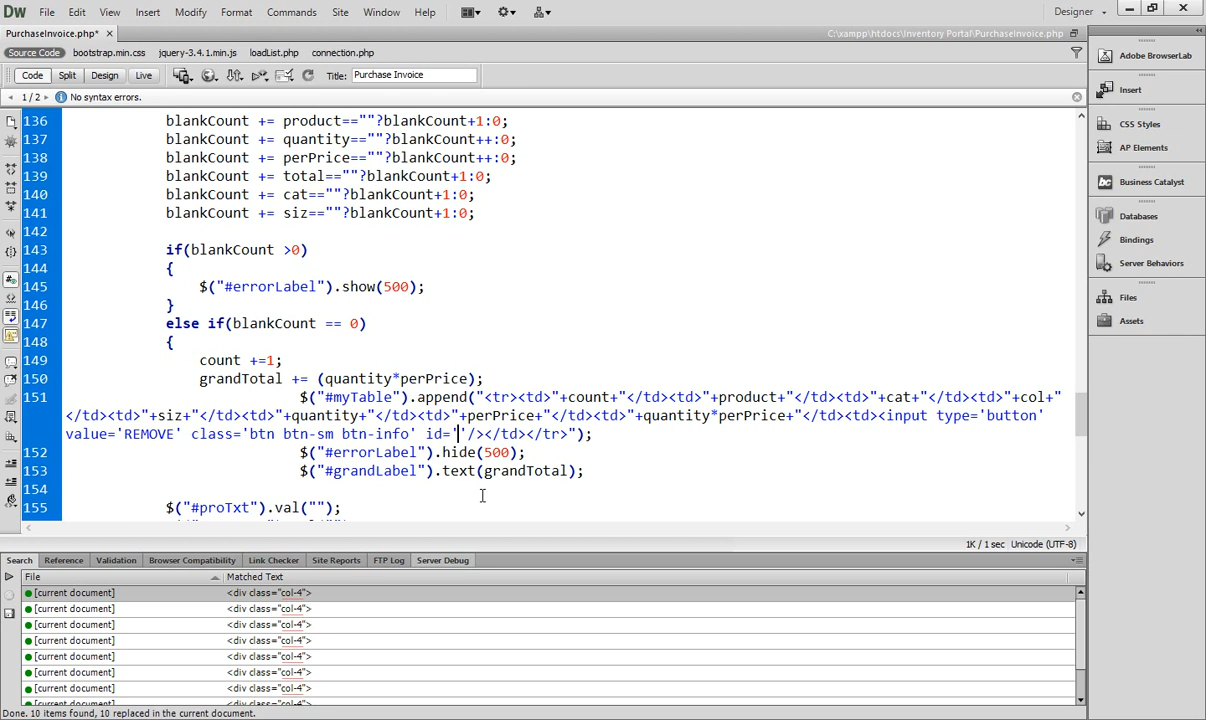 DW File Edit View Insert Modify Format Commands Site Window Help Designer
PurchaseInvoice.php* × C:\xampp\htdocs\Inventory Portal\PurchaseInvoice.php
Source Code bootstrap.min.css jquery-3.4.1.min.js loadList.php connection.php
Code Split Design Live Title: Purchase Invoice
1 / 2 No syntax errors.
136 blankCount += product==""?blankCount+1:0;
137 blankCount += quantity==""?blankCount++:0;
138 blankCount += perPrice==""?blankCount++:0;
139 blankCount += total==""?blankCount+1:0;
140 blankCount += cat==""?blankCount+1:0;
141 blankCount += siz==""?blankCount+1:0;
142
143 if(blankCount >0)
144 {
145 $("#errorLabel").show(500);
146 }
147 else if(blankCount == 0)
148 {
149 count +=1;
150 grandTotal += (quantity*perPrice);
151 $("#myTable").append("<tr><td>"+count+"</td><td>"+product+"</td><td>"+cat+"</td><td>"+col+"
</td><td>"+siz+"</td><td>"+quantity+"</td><td>"+perPrice+"</td><td>"+quantity*perPrice+"</td><td><input type='button'
value='REMOVE' class='btn btn-sm btn-info' id=''/></td></tr>");
152 $("#errorLabel").hide(500);
153 $("#grandLabel").text(grandTotal);
154
155 $("#proTxt").val("");
1K / 1 sec Unicode (UTF-8)
Search Reference Validation Browser Compatibility Link Checker Site Reports FTP Log Server Debug
File Matched Text
[current document] <div class="col-4">
[current document] <div class="col-4">
[current document] <div class="col-4">
[current document] <div class="col-4">
[current document] <div class="col-4">
[current document] <div class="col-4">
[current document] <div class="col-4">
Done. 10 items found, 10 replaced in the current document.
Adobe BrowserLab
Insert
CSS Styles
AP Elements
Business Catalyst
Databases
Bindings
Server Behaviors
Files
Assets